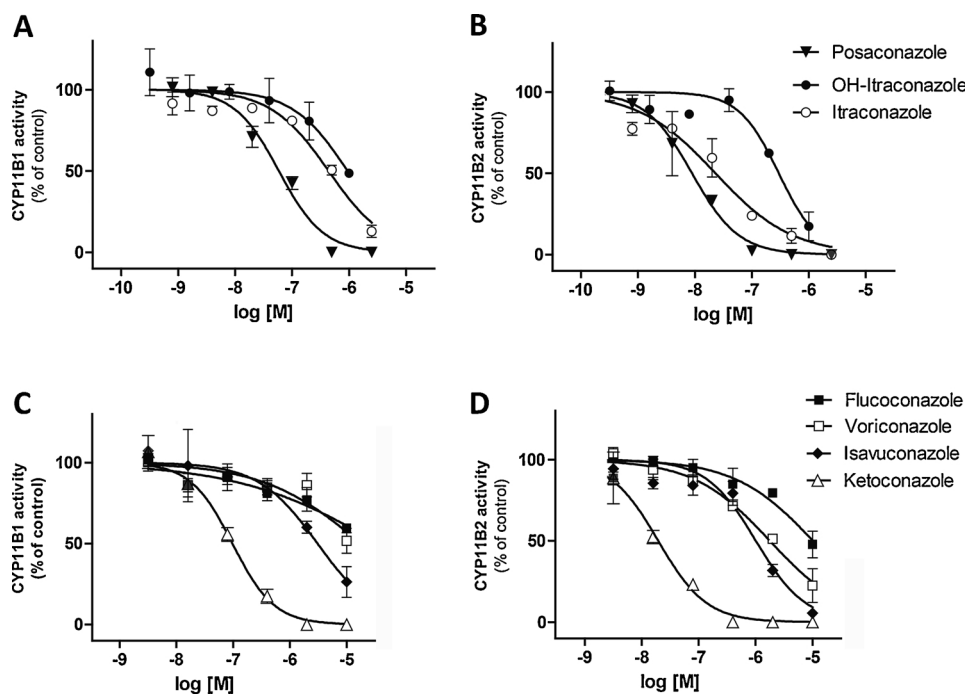 A
B
Posaconazole
OH-Itraconazole
Itraconazole
CYP11B1 activity
(% of control)
100
50
0
-10 -9 -8 -7 -6 -5
log [M]
CYP11B2 activity
(% of control)
100
50
0
-10 -9 -8 -7 -6 -5
log [M]
C
D
Flucoconazole
Voriconazole
Isavuconazole
Ketoconazole
CYP11B1 activity
(% of control)
100
50
0
-9 -8 -7 -6 -5
log [M]
CYP11B2 activity
(% of control)
100
50
0
-9 -8 -7 -6 -5
log [M]